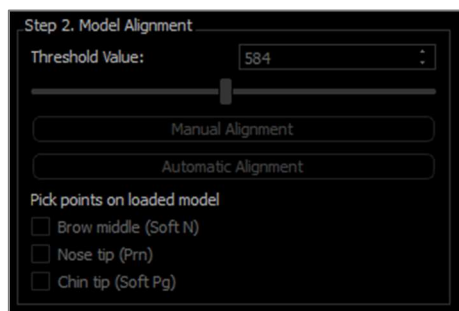 Step 2. Model Alignment
Threshold Value: 584
Manual Alignment
Automatic Alignment
Pick points on loaded model
Brow middle (Soft N)
Nose tip (Prn)
Chin tip (Soft Pg)